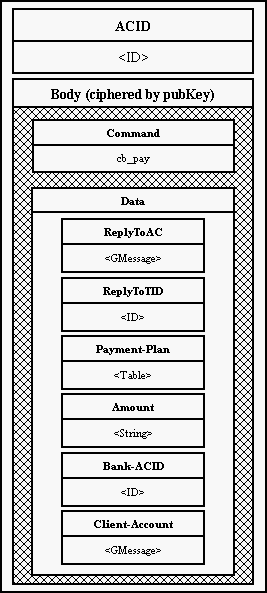 ACID
<ID>
Body (ciphered by pubKey)
Command
cb_pay
Data
ReplyToAC
<GMessage>
ReplyToTID
<ID>
Payment-Plan
<Table>
Amount
<String>
Bank-ACID
<ID>
Client-Account
<GMessage>